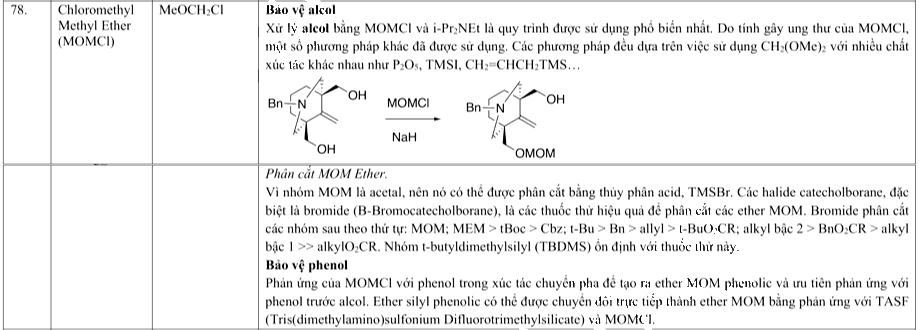 78.
Chloromethyl
Methyl Ether
(MOMCl)
MeOCH₂Cl
Bảo vệ alcol
Xử lý alcol bằng MOMCl và i-Pr₂NEt là quy trình được sử dụng phổ biến nhất. Do tính gây ung thư của MOMCl,
một số phương pháp khác đã được sử dụng. Các phương pháp đều dựa trên việc sử dụng CH₂(OMe)₂ với nhiều chất
xúc tác khác nhau như P₂O₅, TMSI, CH₂=CHCH₂TMS…
Bn N OH OH
MOMCl
NaH
Bn N OH OMOM
Phân cắt MOM Ether.
Vì nhóm MOM là acetal, nên nó có thể được phân cắt bằng thủy phân acid, TMSBr. Các halide catecholborane, đặc
biệt là bromide (B-Bromocatecholborane), là các thuốc thử hiệu quả để phân cắt các ether MOM. Bromide phân cắt
các nhóm sau theo thứ tự: MOM; MEM > tBoc > Cbz; t-Bu > Bn > allyl > t-BuO₂CR; alkyl bậc 2 > BnO₂CR > alkyl
bậc 1 >> alkylO₂CR. Nhóm t-butyldimethylsilyl (TBDMS) ổn định với thuốc thử này.
Bảo vệ phenol
Phản ứng của MOMCl với phenol trong xúc tác chuyển pha để tạo ra ether MOM phenolic và ưu tiên phản ứng với
phenol trước alcol. Ether silyl phenolic có thể được chuyển đổi trực tiếp thành ether MOM bằng phản ứng với TASF
(Tris(dimethylamino)sulfonium Difluorotrimethylsilicate) và MOMCl.